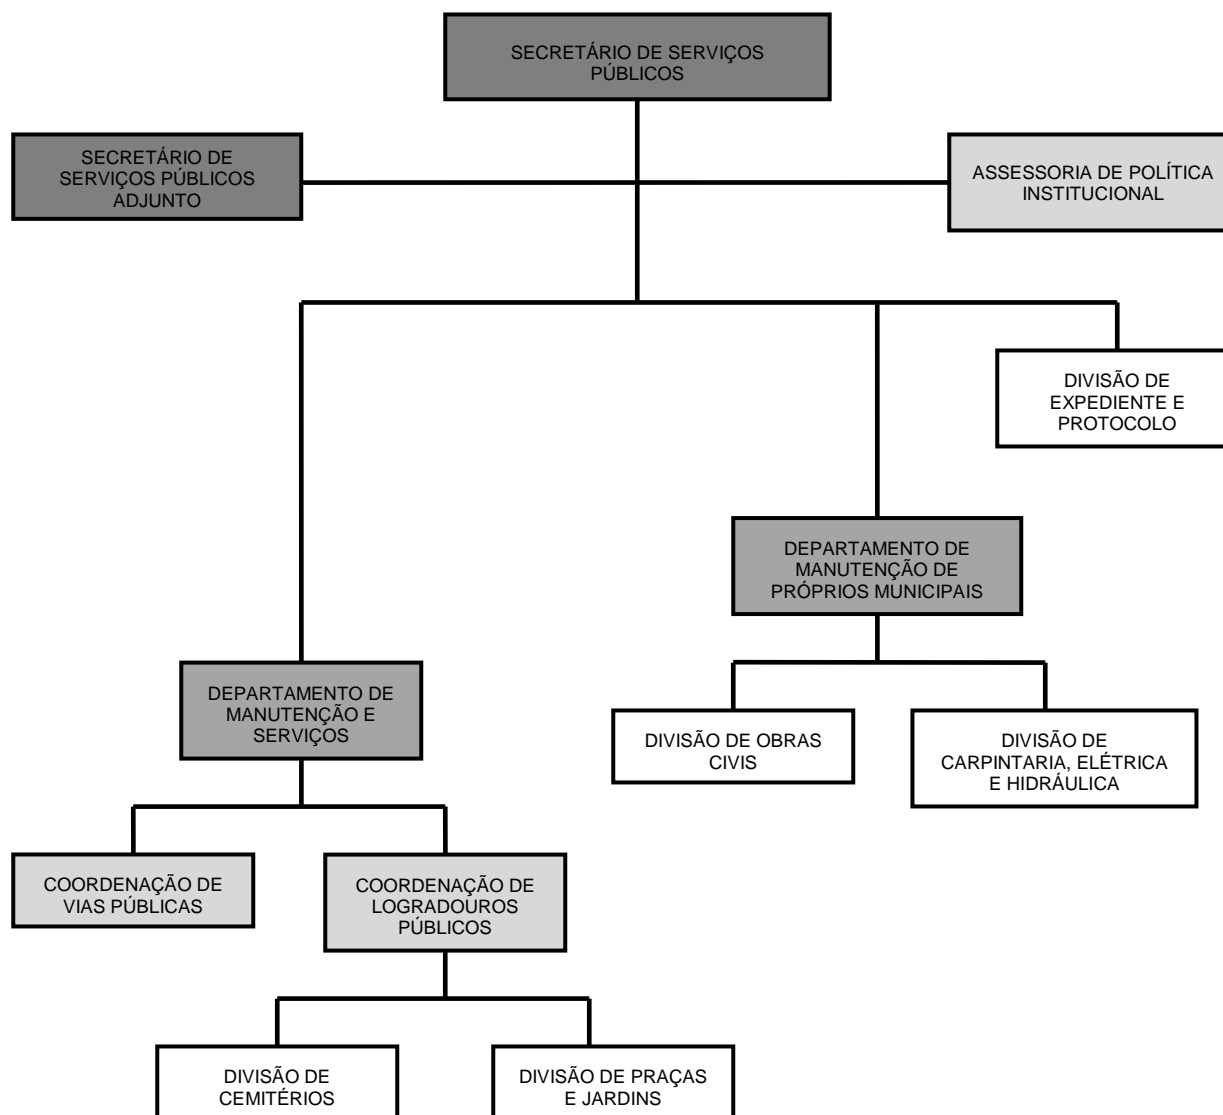 SECRETÁRIO DE SERVIÇOS
PÚBLICOS
SECRETÁRIO DE
SERVIÇOS PÚBLICOS
ADJUNTO
ASSESSORIA DE POLÍTICA
INSTITUCIONAL
DIVISÃO DE
EXPEDIENTE E
PROTOCOLO
DEPARTAMENTO DE
MANUTENÇÃO DE
PRÓPRIOS MUNICIPAIS
DEPARTAMENTO DE
MANUTENÇÃO E
SERVIÇOS
DIVISÃO DE OBRAS
CIVIS
DIVISÃO DE
CARPINTARIA, ELÉTRICA
E HIDRÁULICA
COORDENAÇÃO DE
VIAS PÚBLICAS
COORDENAÇÃO DE
LOGRADOUROS
PÚBLICOS
DIVISÃO DE
CEMITÉRIOS
DIVISÃO DE PRAÇAS
E JARDINS